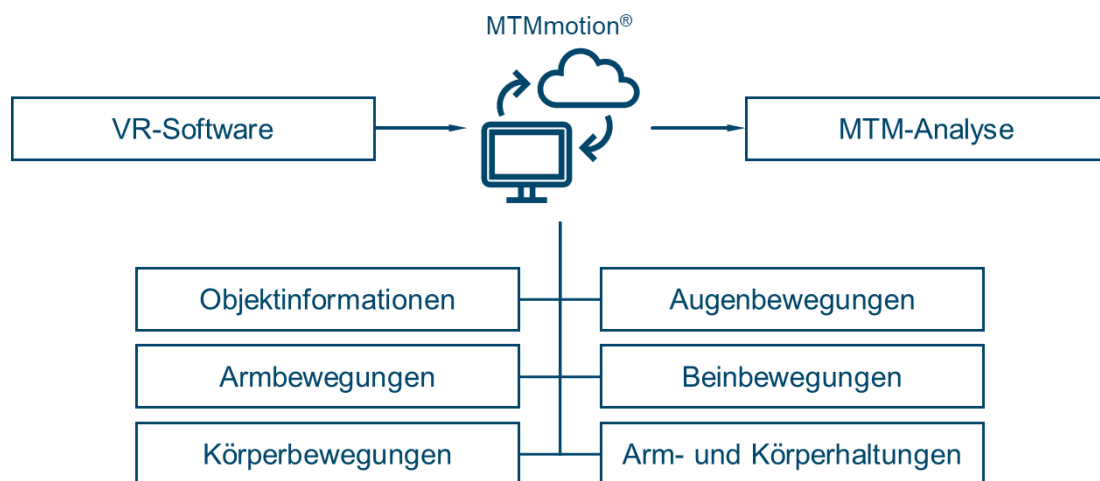 MTMmotion®
VR-Software
MTM-Analyse
Objektinformationen
Augenbewegungen
Armbewegungen
Beinbewegungen
Körperbewegungen
Arm- und Körperhaltungen